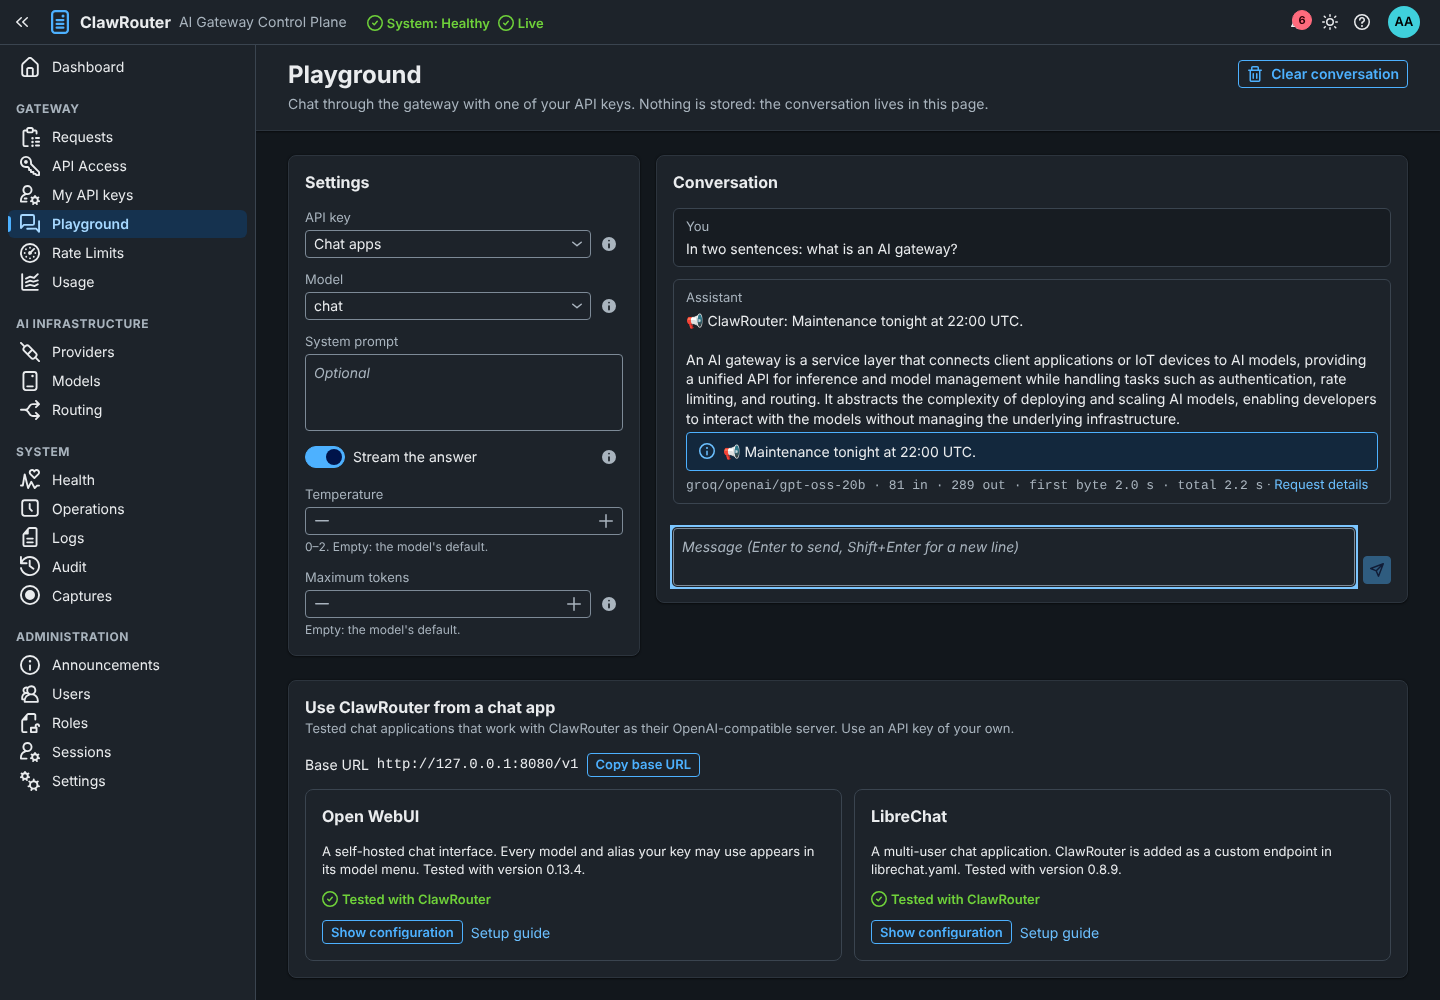 ClawRouter AI Gateway Control Plane System: Healthy Live
6
AA
Dashboard
GATEWAY
Requests
API Access
My API keys
Playground
Rate Limits
Usage
AI INFRASTRUCTURE
Providers
Models
Routing
SYSTEM
Health
Operations
Logs
Audit
Captures
ADMINISTRATION
Announcements
Users
Roles
Sessions
Settings
Playground
Clear conversation
Chat through the gateway with one of your API keys. Nothing is stored: the conversation lives in this page.
Settings
API key
Chat apps
Model
chat
System prompt
Optional
Stream the answer
Temperature
0–2. Empty: the model's default.
Maximum tokens
Empty: the model's default.
Conversation
You
In two sentences: what is an AI gateway?
Assistant
📢 ClawRouter: Maintenance tonight at 22:00 UTC.
An AI gateway is a service layer that connects client applications or IoT devices to AI models, providing
a unified API for inference and model management while handling tasks such as authentication, rate
limiting, and routing. It abstracts the complexity of deploying and scaling AI models, enabling developers
to interact with the models without managing the underlying infrastructure.
📢 Maintenance tonight at 22:00 UTC.
groq/openai/gpt-oss-20b · 81 in · 289 out · first byte 2.0 s · total 2.2 s · Request details
Message (Enter to send, Shift+Enter for a new line)
Use ClawRouter from a chat app
Tested chat applications that work with ClawRouter as their OpenAI-compatible server. Use an API key of your own.
Base URL http://127.0.0.1:8080/v1 Copy base URL
Open WebUI
A self-hosted chat interface. Every model and alias your key may use appears in
its model menu. Tested with version 0.13.4.
Tested with ClawRouter
Show configuration Setup guide
LibreChat
A multi-user chat application. ClawRouter is added as a custom endpoint in
librechat.yaml. Tested with version 0.8.9.
Tested with ClawRouter
Show configuration Setup guide